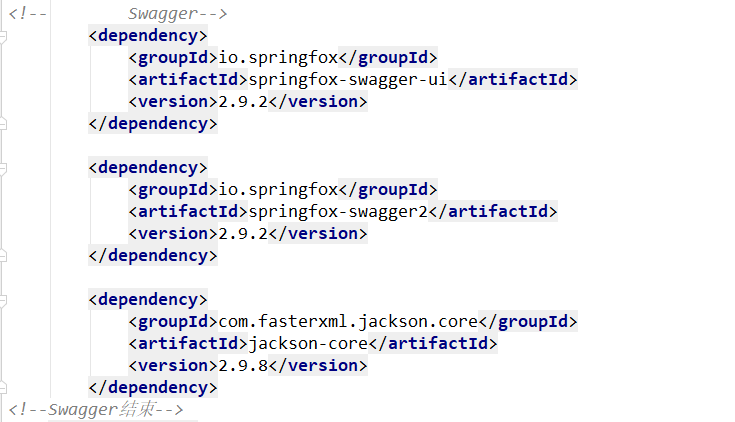 <!--        Swagger-->
<dependency>
<groupId>io.springfox</groupId>
<artifactId>springfox-swagger-ui</artifactId>
<version>2.9.2</version>
</dependency>
<dependency>
<groupId>io.springfox</groupId>
<artifactId>springfox-swagger2</artifactId>
<version>2.9.2</version>
</dependency>
<dependency>
<groupId>com.fasterxml.jackson.core</groupId>
<artifactId>jackson-core</artifactId>
<version>2.9.8</version>
</dependency>
<!--Swagger结束-->